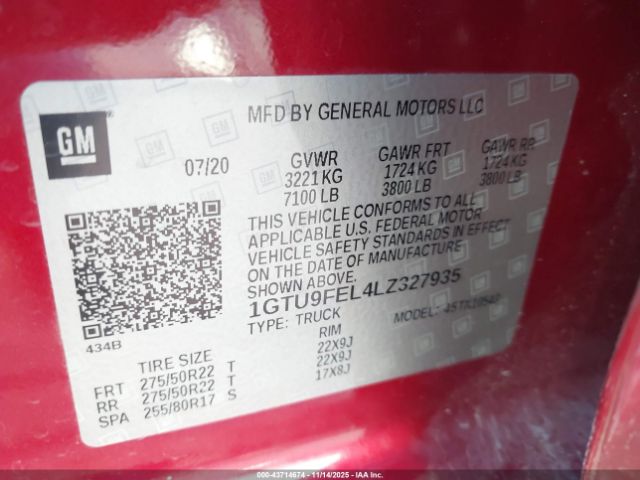 GM
MFD BY GENERAL MOTORS LLC
07/20 GVWR GAWR FRT GAWR RR
3221 KG 1724 KG 1724 KG
7100 LB 3800 LB 3800 LB
THIS VEHICLE CONFORMS TO ALL
APPLICABLE U.S. FEDERAL MOTOR
VEHICLE SAFETY STANDARDS IN EFFECT
ON THE DATE OF MANUFACTURE
SHOWN ABOVE.
1GTU9FEL4LZ327935
TYPE: TRUCK MODEL:
434B
TIRE SIZE RIM
FRT 275/50R22 T 22X9J
RR 275/50R22 T 22X9J
SPA 255/80R17 S 17X8J
000-43714674 11/14/2025 IAAI.COM